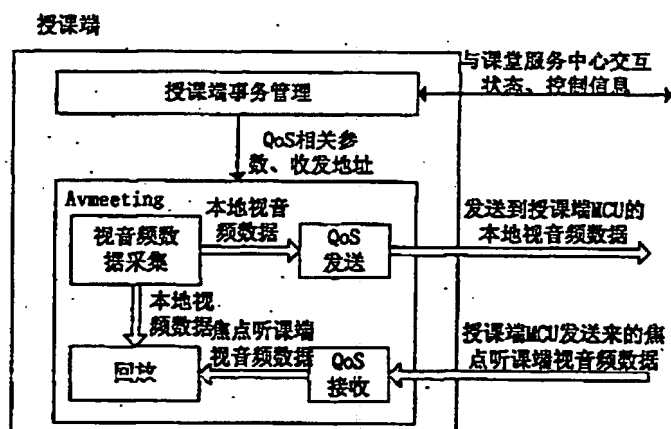 授课端
与课堂服务中心交互
状态、控制信息
授课端事务管理
QoS相关参
数、收发地址
Avmeeting
视音频数
据采集
本地视音
频数据
QoS
发送
发送到授课端MCU的
本地视音频数据
本地视
频数据
焦点听课端
视音频数据
回放
QoS
接收
授课端MCU发送来的焦
点听课端视音频数据